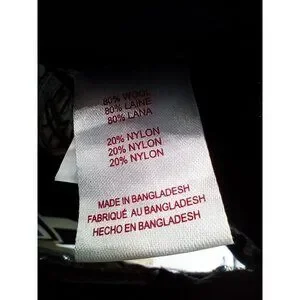 80% WOOL
80% LAINE
80% LANA
20% NYLON
20% NYLON
20% NYLON
MADE IN BANGLADESH
FABRIQUÉ AU BANGLADESH
HECHO EN BANGLADESH